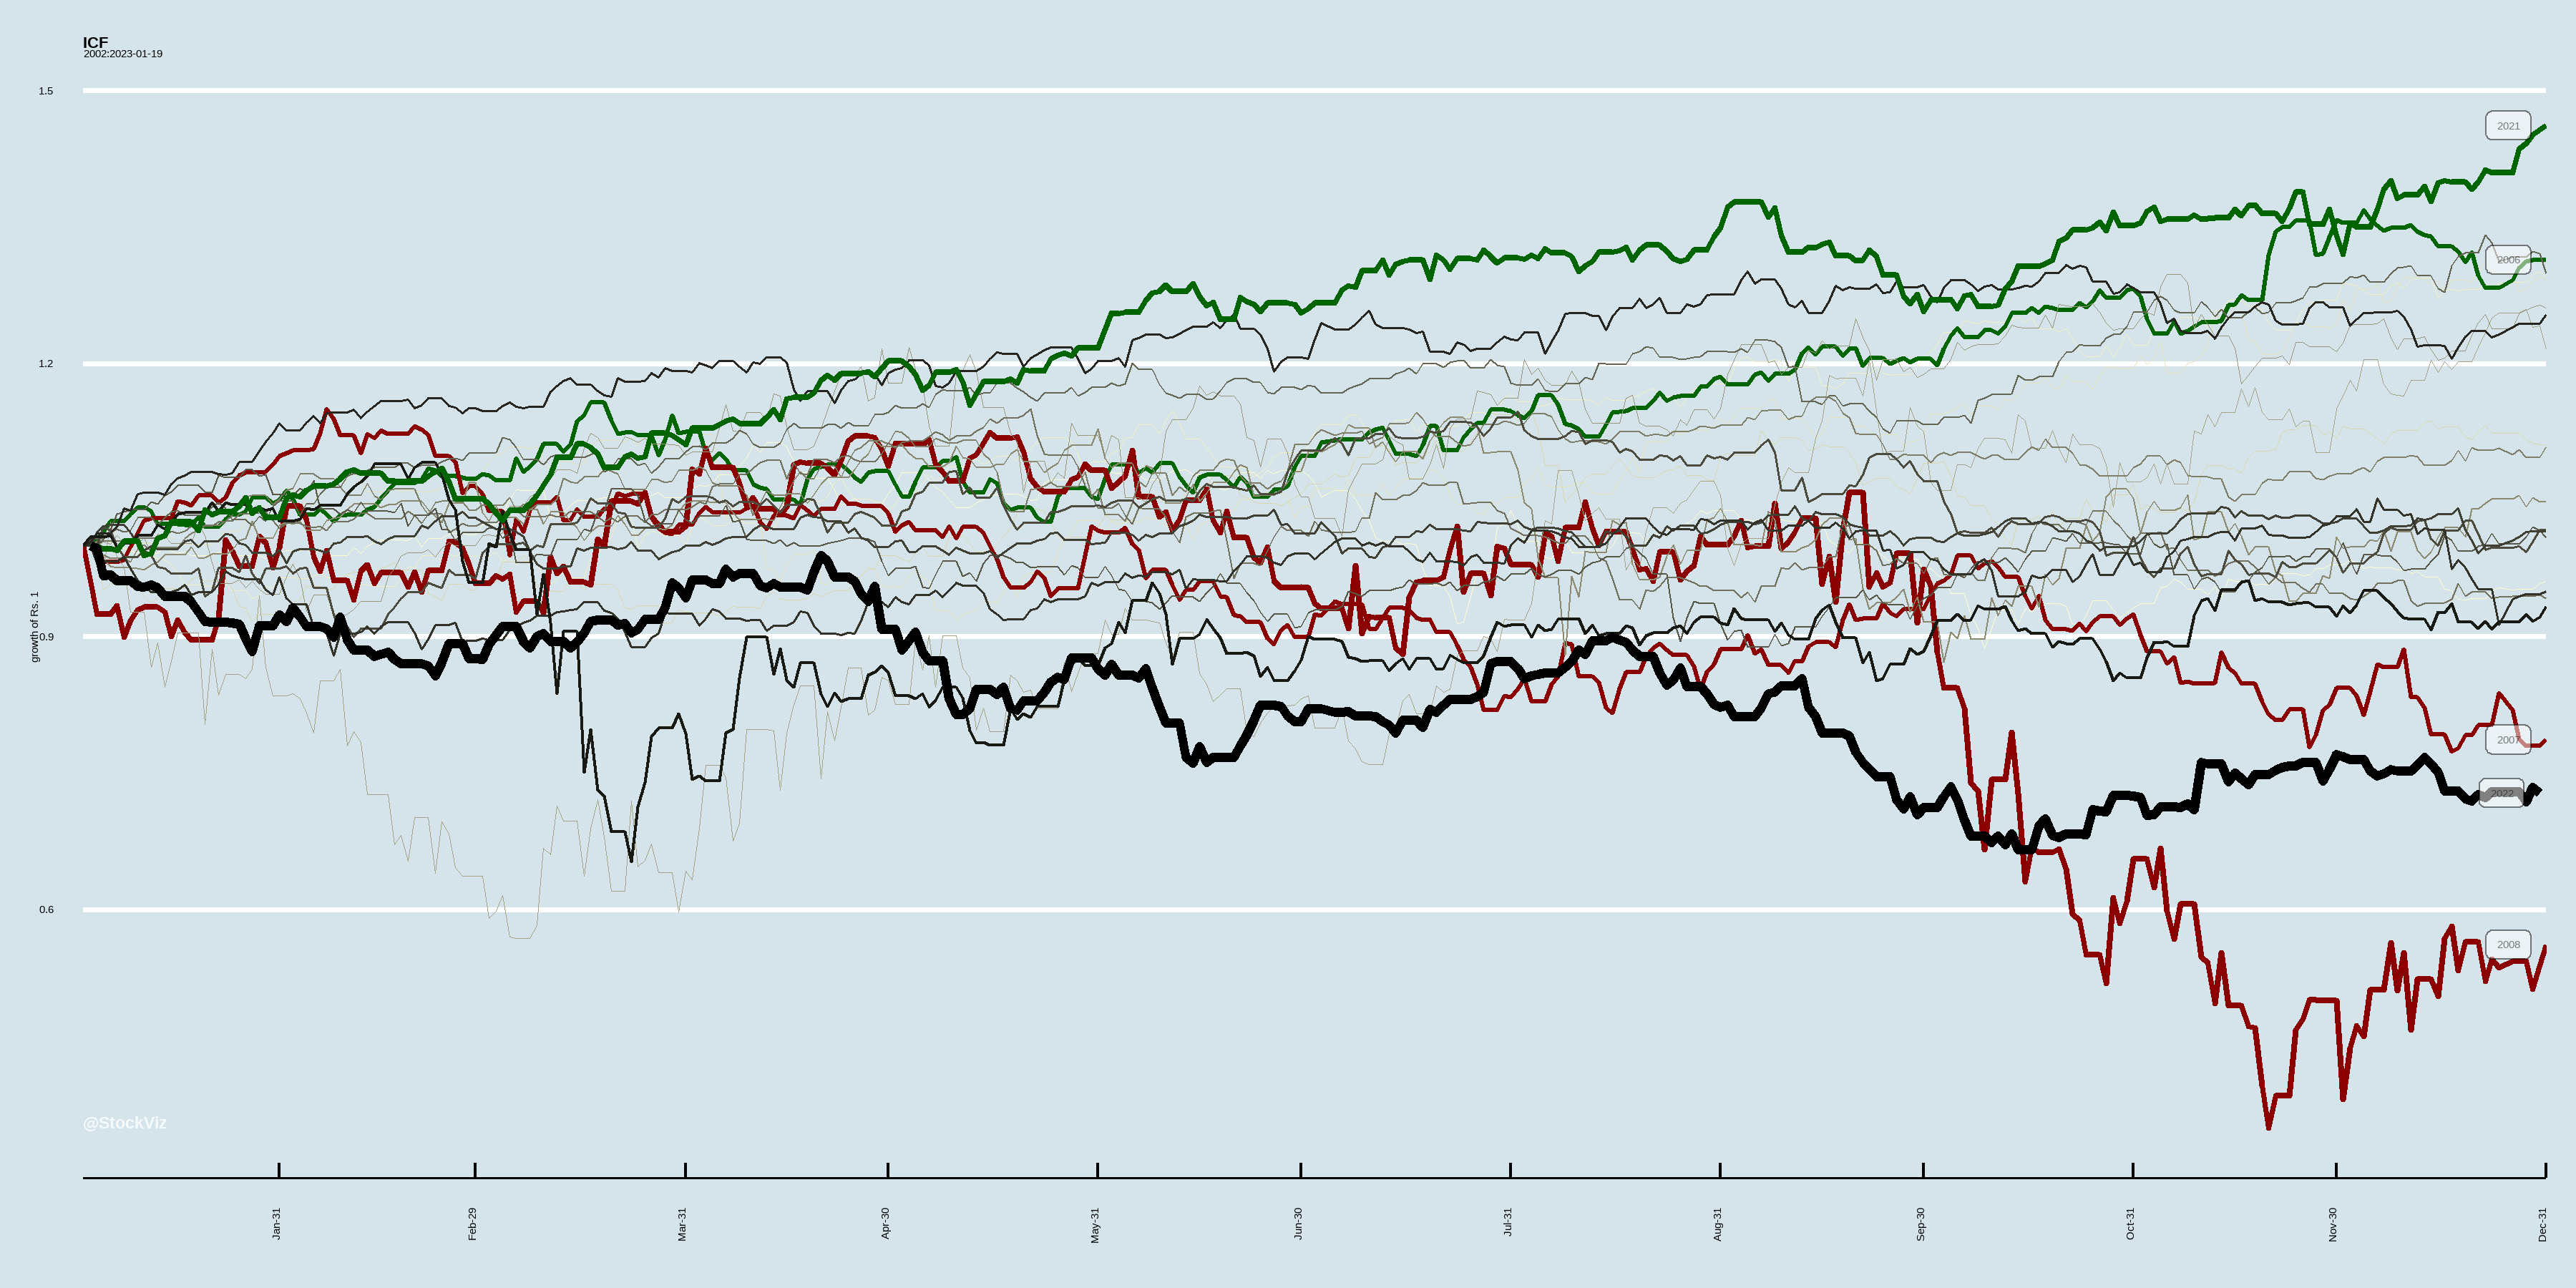 ICF
2002:2023-01-19
1.5
2021
2006
1.2
growth of Rs. 1
0.9
2007
2022
0.6
2008
@StockViz
Jan-31
Feb-29
Mar-31
Apr-30
May-31
Jun-30
Jul-31
Aug-31
Sep-30
Oct-31
Nov-30
Dec-31